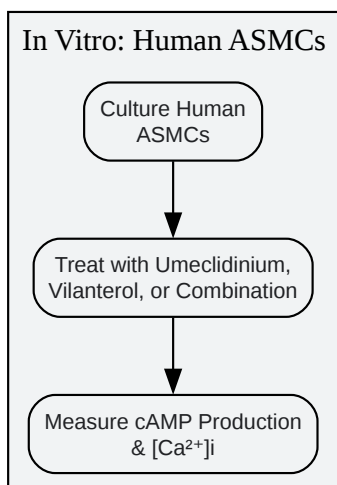 In Vitro: Human ASMCs
Culture Human
ASMCs
Treat with Umeclidinium,
Vilanterol, or Combination
Measure cAMP Production
& [Ca²⁺]i